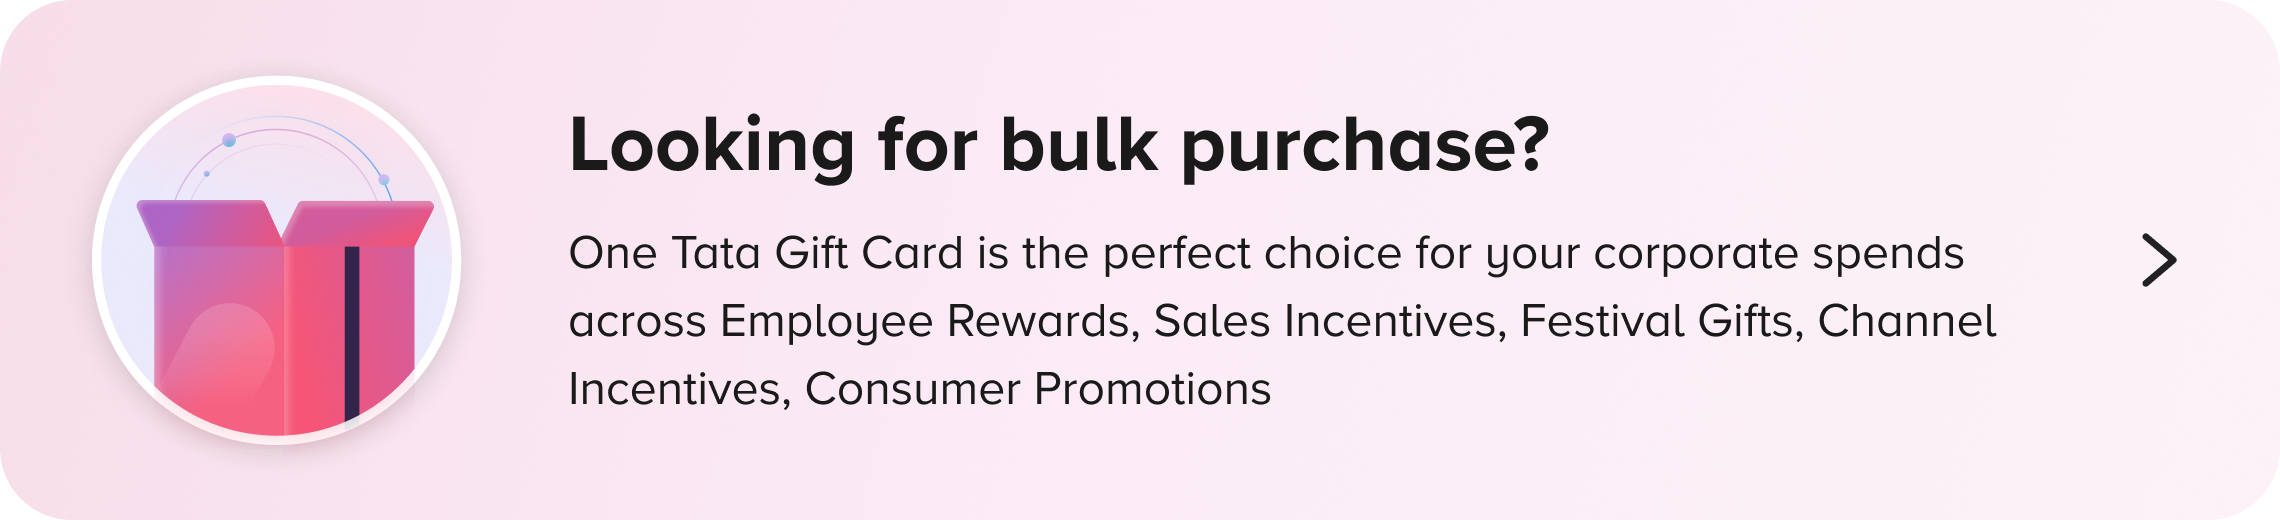 Looking for bulk purchase?
One Tata Gift Card is the perfect choice for your corporate spends
across Employee Rewards, Sales Incentives, Festival Gifts, Channel
Incentives, Consumer Promotions